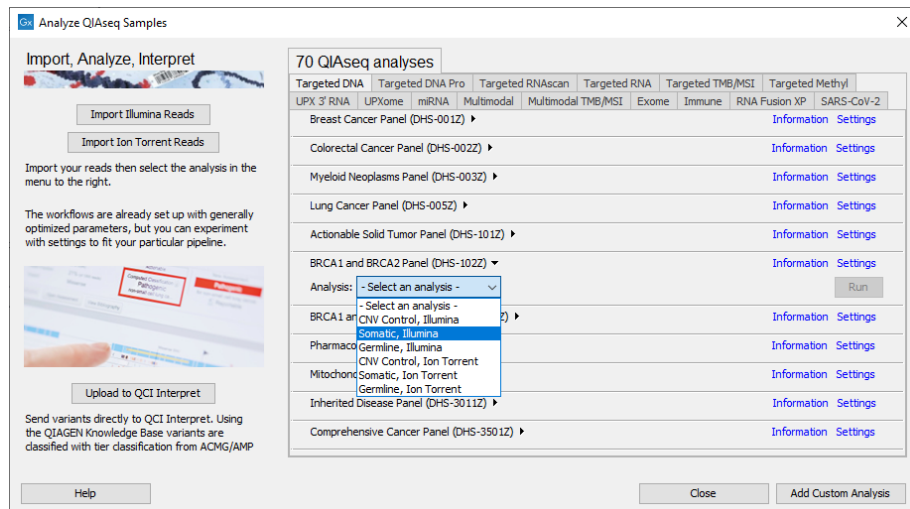 Gx Analyze QIAseq Samples
Import, Analyze, Interpret
Import Illumina Reads
Import Ion Torrent Reads
Import your reads then select the analysis in the
menu to the right.
The workflows are already set up with generally
optimized parameters, but you can experiment
with settings to fit your particular pipeline.
Pathogenic
Pathogenic
Upload to QCI Interpret
Send variants directly to QCI Interpret. Using
the QIAGEN Knowledge Base variants are
classified with tier classification from ACMG/AMP
70 QIAseq analyses
Targeted DNA Targeted DNA Pro Targeted RNAscan Targeted RNA Targeted TMB/MSI Targeted Methyl
UPX 3' RNA UPXome miRNA Multimodal Multimodal TMB/MSI Exome Immune RNA Fusion XP SARS-CoV-2
Breast Cancer Panel (DHS-001Z) Information Settings
Colorectal Cancer Panel (DHS-002Z) Information Settings
Myeloid Neoplasms Panel (DHS-003Z) Information Settings
Lung Cancer Panel (DHS-005Z) Information Settings
Actionable Solid Tumor Panel (DHS-101Z) Information Settings
BRCA1 and BRCA2 Panel (DHS-102Z) Information Settings
Analysis: - Select an analysis - Run
- Select an analysis -
CNV Control, Illumina
Somatic, Illumina
Germline, Illumina
CNV Control, Ion Torrent
Somatic, Ion Torrent
Germline, Ion Torrent
BRCA1 ar Z) Information Settings
Pharmaco Information Settings
Mitochond Information Settings
Inherited Disease Panel (DHS-3011Z) Information Settings
Comprehensive Cancer Panel (DHS-3501Z) Information Settings
Help
Close
Add Custom Analysis